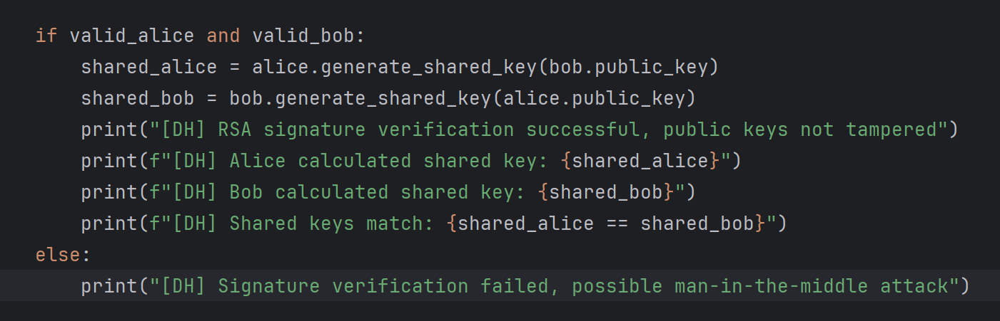 if valid_alice and valid_bob:
    shared_alice = alice.generate_shared_key(bob.public_key)
    shared_bob = bob.generate_shared_key(alice.public_key)
    print("[DH] RSA signature verification successful, public keys not tampered")
    print(f"[DH] Alice calculated shared key: {shared_alice}")
    print(f"[DH] Bob calculated shared key: {shared_bob}")
    print(f"[DH] Shared keys match: {shared_alice == shared_bob}")
else:
    print("[DH] Signature verification failed, possible man-in-the-middle attack")